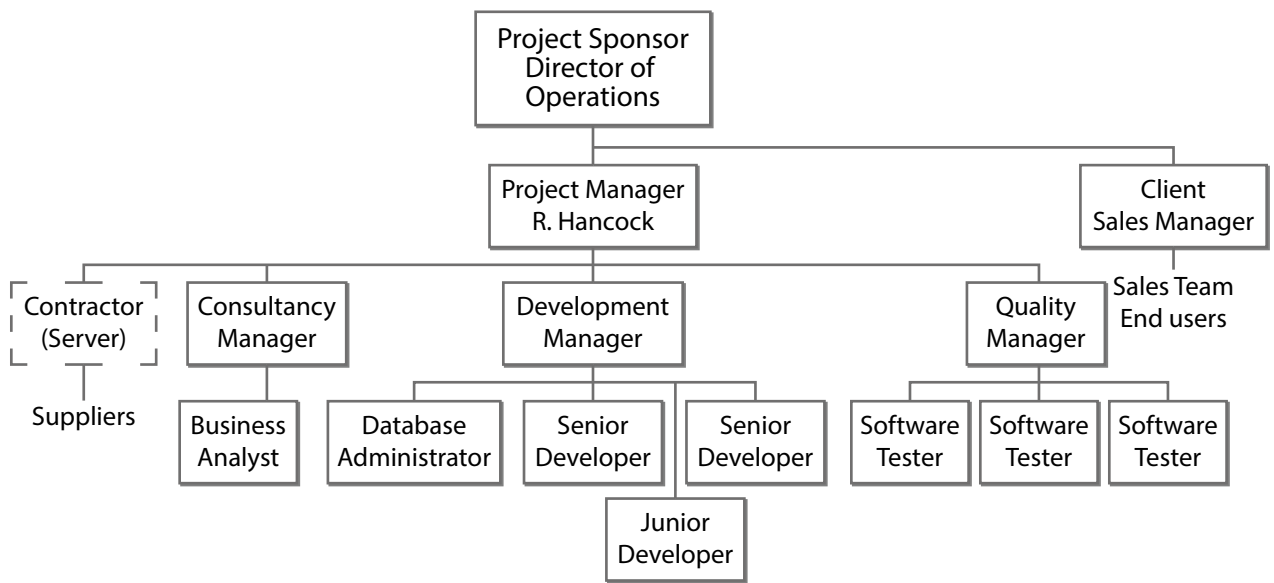 Project Sponsor
Director of
Operations
Project Manager
R. Hancock
Client
Sales Manager
Contractor
(Server)
Consultancy
Manager
Development
Manager
Quality
Manager
Sales Team
End users
Suppliers
Business
Analyst
Database
Administrator
Senior
Developer
Senior
Developer
Software
Tester
Software
Tester
Software
Tester
Junior
Developer